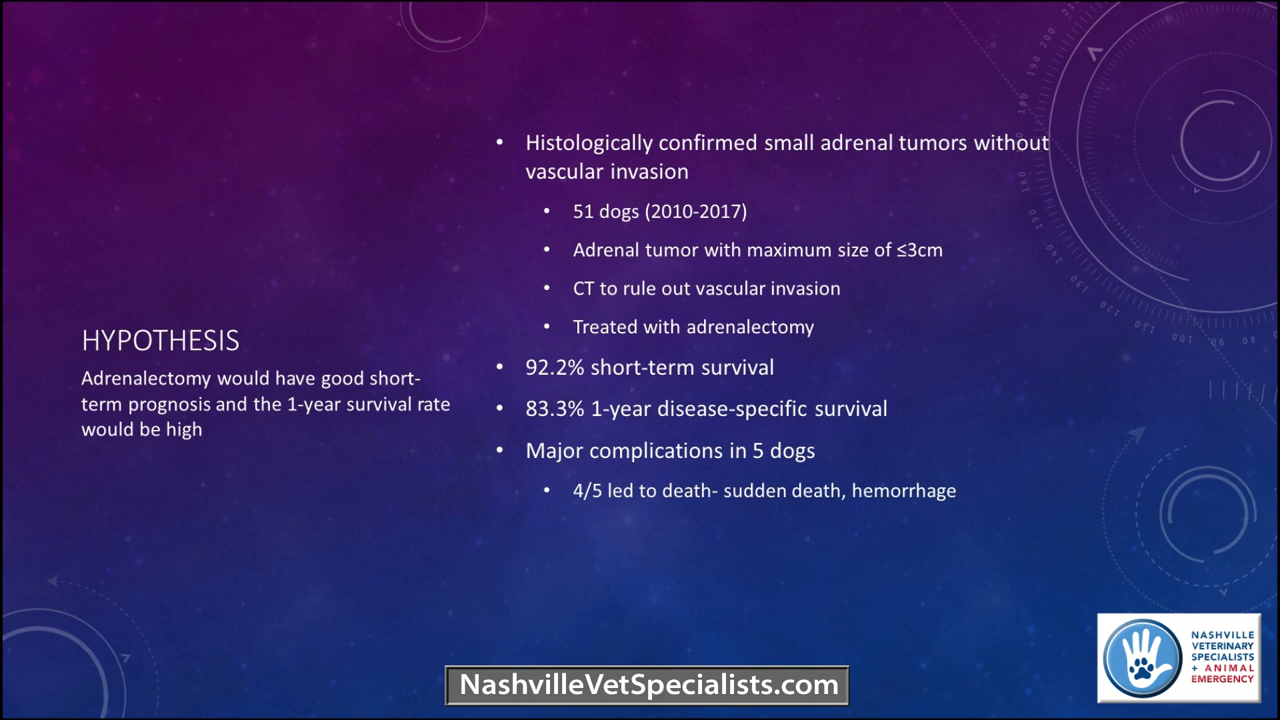 HYPOTHESIS
Adrenalectomy would have good short-
term prognosis and the 1-year survival rate
would be high
• Histologically confirmed small adrenal tumors without
vascular invasion
• 51 dogs (2010-2017)
• Adrenal tumor with maximum size of ≤3cm
• CT to rule out vascular invasion
• Treated with adrenalectomy
• 92.2% short-term survival
• 83.3% 1-year disease-specific survival
• Major complications in 5 dogs
• 4/5 led to death- sudden death, hemorrhage
NashvilleVetSpecialists.com
NASHVILLE
VETERINARY
SPECIALISTS
+ ANIMAL
EMERGENCY